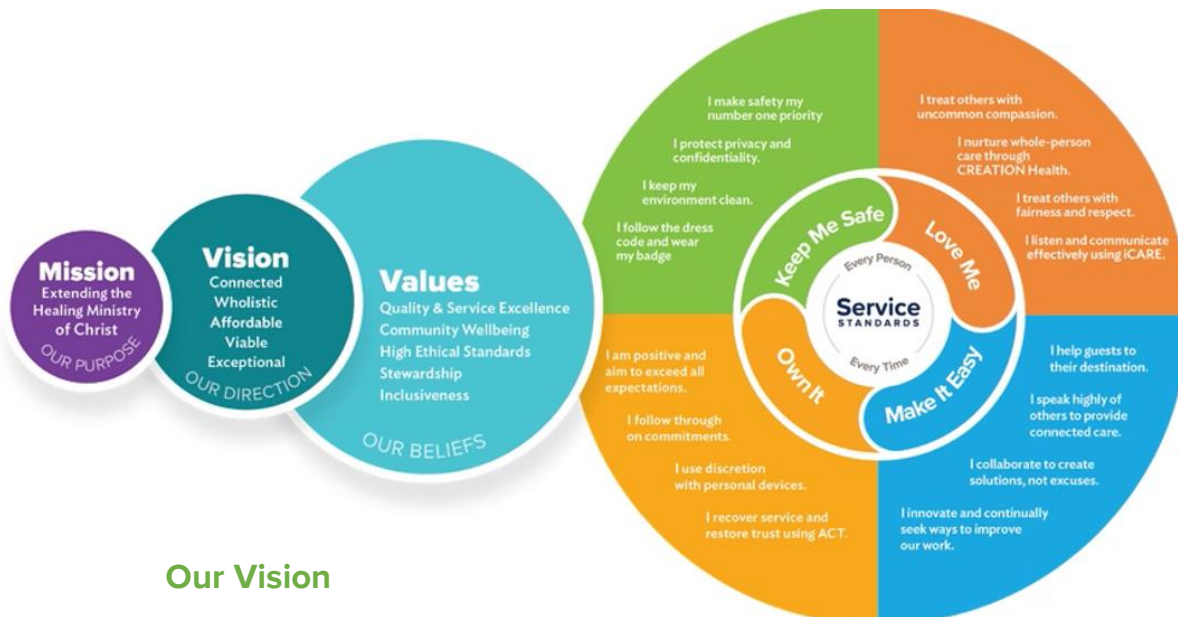 Mission
Extending the
Healing Ministry
of Christ
OUR PURPOSE
Vision
Connected
Wholistic
Affordable
Viable
Exceptional
OUR DIRECTION
Values
Quality & Service Excellence
Community Wellbeing
High Ethical Standards
Stewardship
Inclusiveness
OUR BELIEFS
I make safety my
number one priority
I protect privacy and
confidentiality.
I keep my
environment clean.
I follow the dress
code and wear
my badge
Keep Me Safe
I treat others with
uncommon compassion.
I nurture whole-person
care through
CREATION Health.
I treat others with
fairness and respect.
I listen and communicate
effectively using iCARE.
Love Me
Every Person
Service
STANDARDS
Every Time
I am positive and
aim to exceed all
expectations.
I follow through
on commitments.
I use discretion
with personal devices.
I recover service and
restore trust using ACT.
Own It
I help guests to
their destination.
I speak highly of
others to provide
connected care.
I collaborate to create
solutions, not excuses.
I innovate and continually
seek ways to improve
our work.
Make It Easy
Our Vision